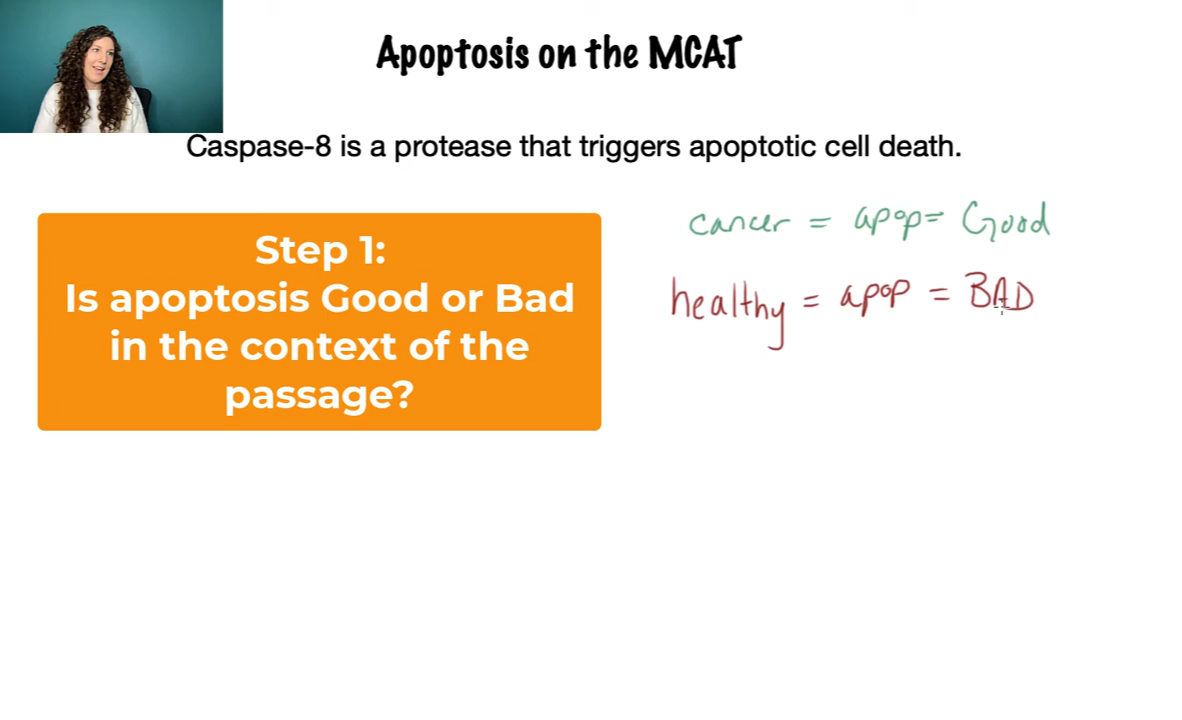 Apoptosis on the MCAT
Caspase-8 is a protease that triggers apoptotic cell death.
Step 1:
Is apoptosis Good or Bad
in the context of the
passage?
cancer = apop= Good
healthy = apop = BAD